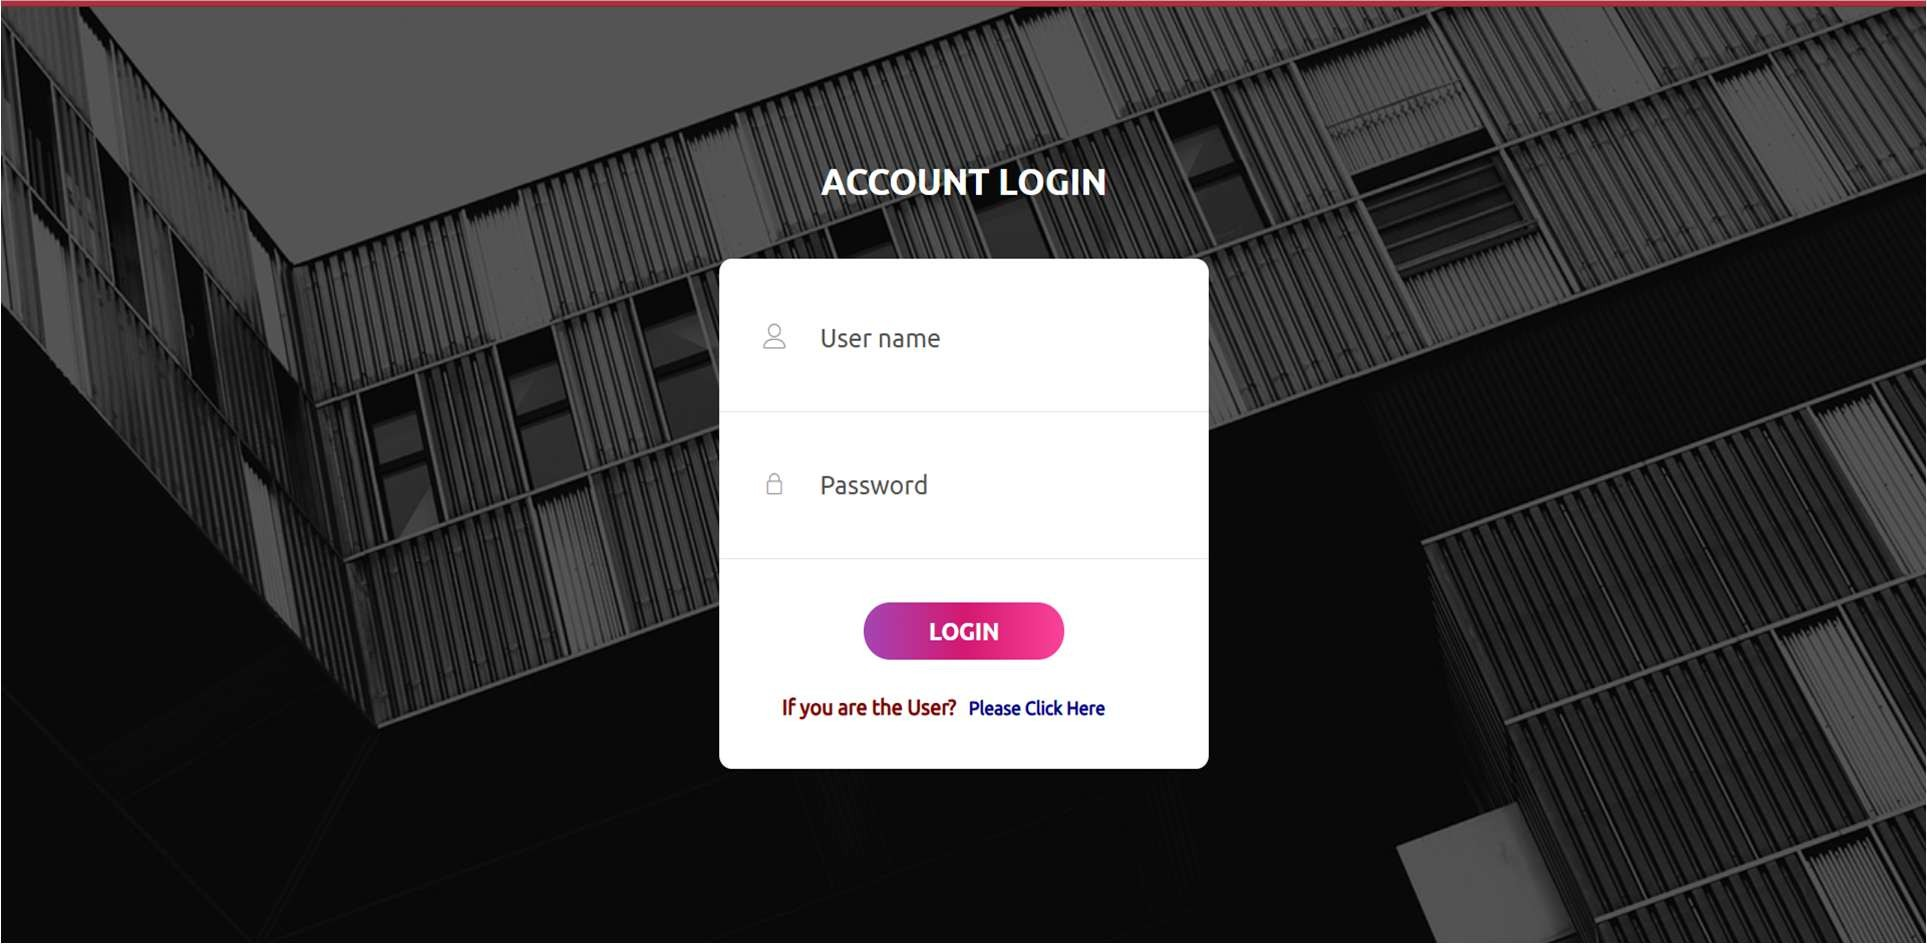 ACCOUNT LOGIN
User name
Password
LOGIN
If you are the User? Please Click Here